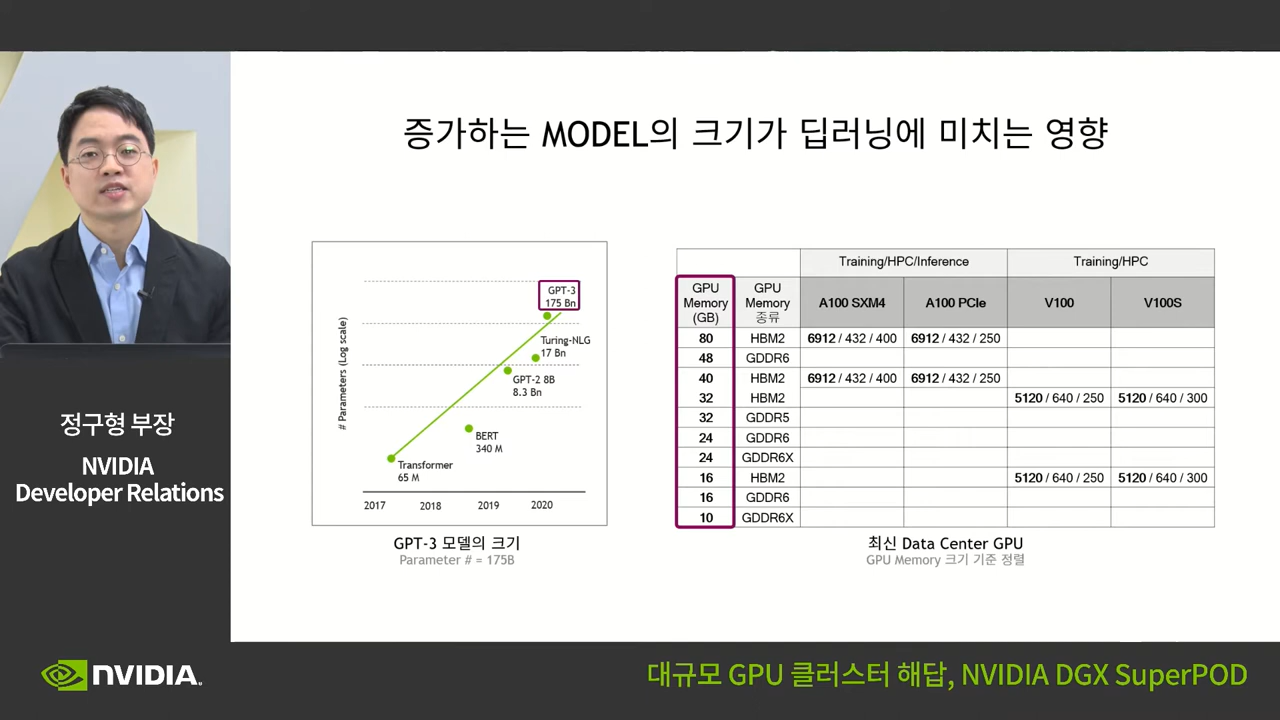 증가하는 MODEL의 크기가 딥러닝에 미치는 영향
정구형 부장
NVIDIA
Developer Relations
# Parameters (Log scale)
GPT-3
175 Bn
Turing-NLG
17 Bn
GPT-2 8B
8.3 Bn
BERT
340 M
Transformer
65 M
2017 2018 2019 2020
GPT-3 모델의 크기
Parameter # = 175B
Training/HPC/Inference Training/HPC
GPU Memory (GB) GPU Memory 종류 A100 SXM4 A100 PCIe V100 V100S
80 HBM2 6912 / 432 / 400 6912 / 432 / 250
48 GDDR6
40 HBM2 6912 / 432 / 400 6912 / 432 / 250
32 HBM2 5120 / 640 / 250 5120 / 640 / 300
32 GDDR5
24 GDDR6
24 GDDR6X
16 HBM2 5120 / 640 / 250 5120 / 640 / 300
16 GDDR6
10 GDDR6X
최신 Data Center GPU
GPU Memory 크기 기준 정렬
NVIDIA.
대규모 GPU 클러스터 해답, NVIDIA DGX SuperPOD